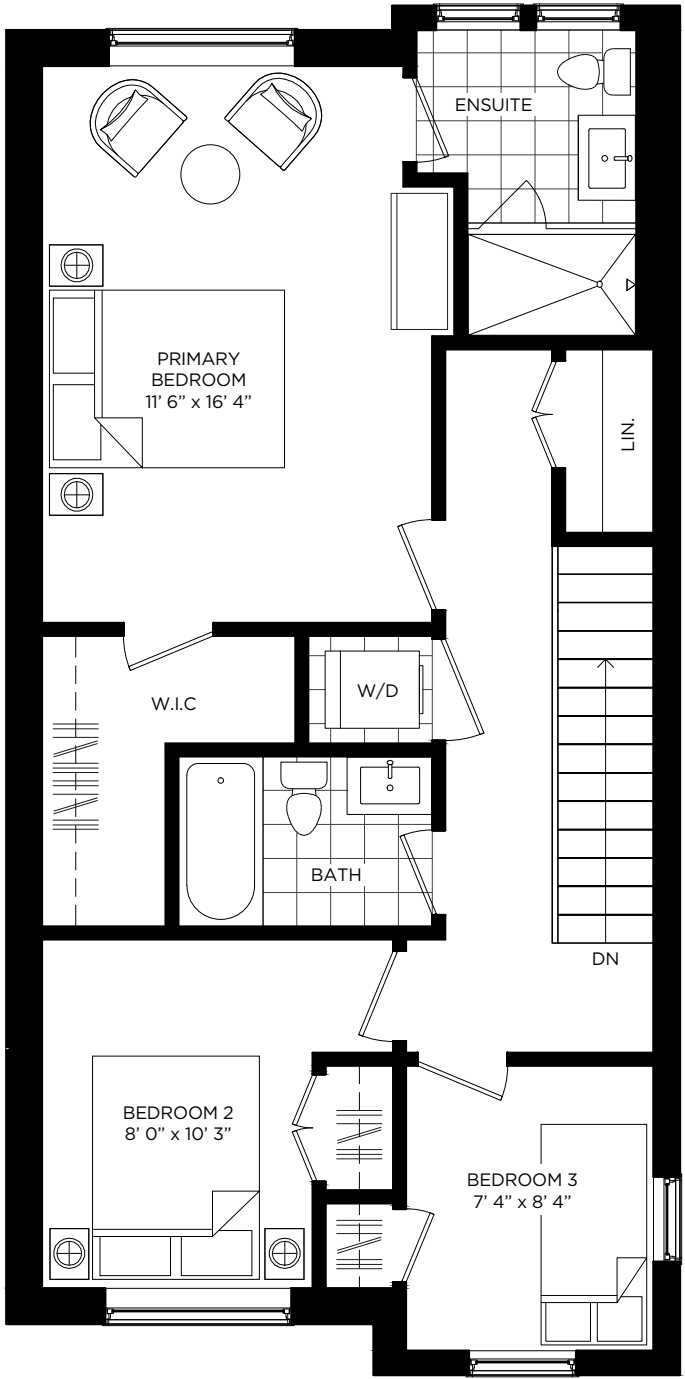 ENSUITE
PRIMARY
BEDROOM
11’ 6” x 16’ 4”
LIN.
W/D
W.I.C
BATH
DN
BEDROOM 2
8’ 0” x 10’ 3”
BEDROOM 3
7’ 4” x 8’ 4”